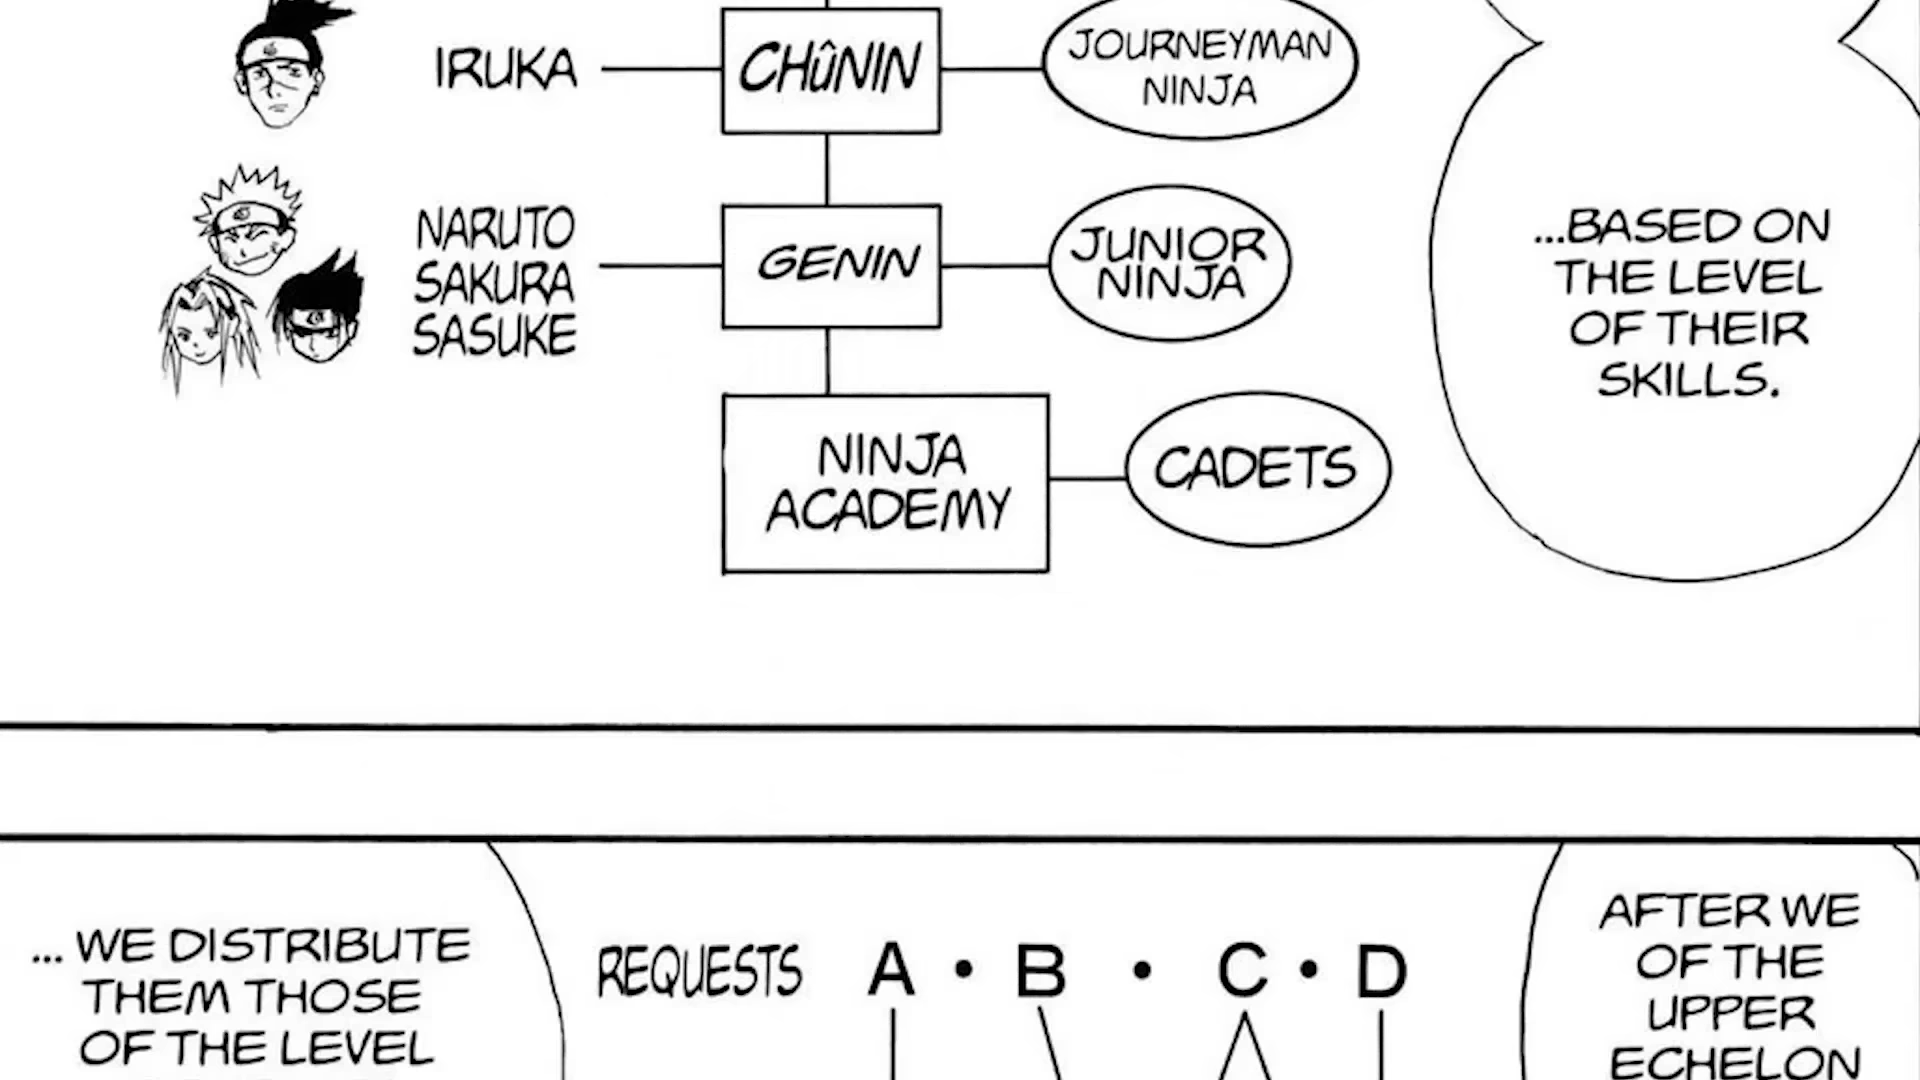 IRUKA
CHÛNIN
JOURNEYMAN
NINJA
NARUTO
SAKURA
SASUKE
GENIN
JUNIOR
NINJA
NINJA
ACADEMY
CADETS
...BASED ON
THE LEVEL
OF THEIR
SKILLS.
AFTER WE
OF THE
UPPER
ECHELON
REQUESTS A • B • C • D
... WE DISTRIBUTE
THEM THOSE
OF THE LEVEL